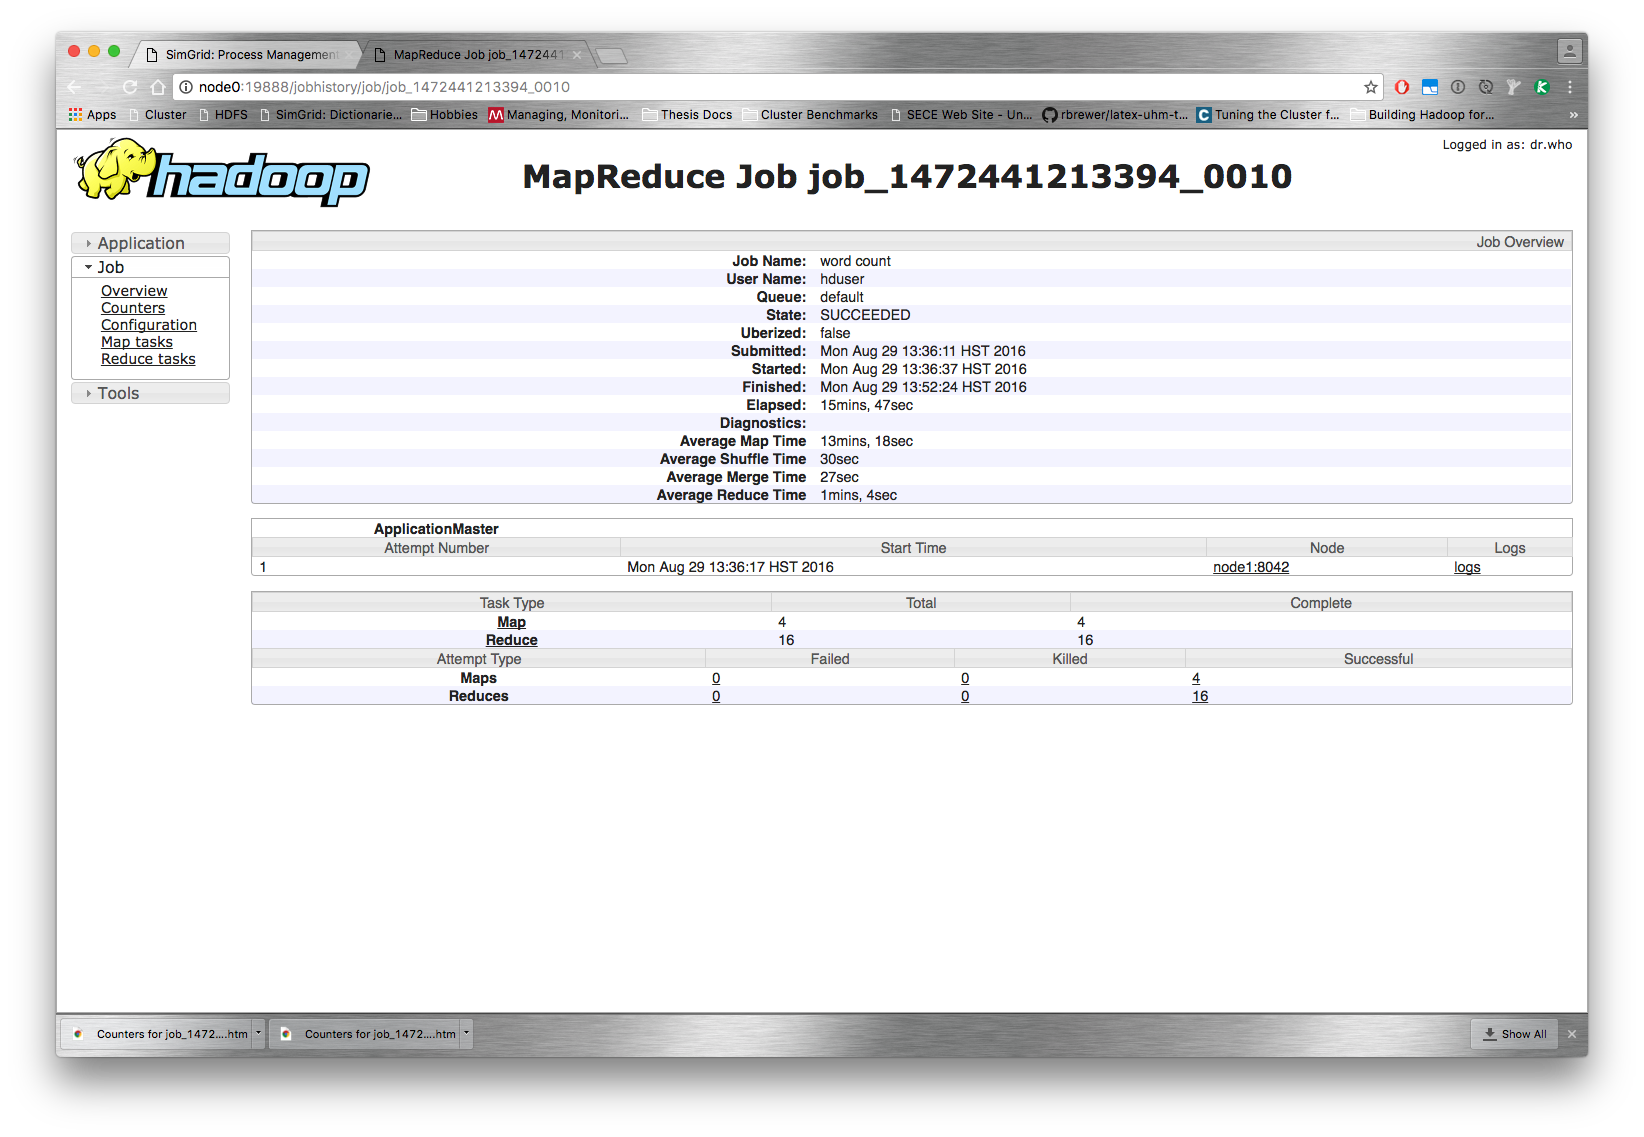 SimGrid: Process Management
MapReduce Job job_1472441
node0:19888/jobhistory/job/job_1472441213394_0010
Apps Cluster HDFS SimGrid: Dictionarie... Hobbies Managing, Monitori... Thesis Docs Cluster Benchmarks SECE Web Site - Un... rbrewer/latex-uhm-t... Tuning the Cluster f... Building Hadoop for... »
hadoop
MapReduce Job job_1472441213394_0010
Logged in as: dr.who
Application
Job
Overview
Counters
Configuration
Map tasks
Reduce tasks
Tools
Job Overview
Job Name: word count
User Name: hduser
Queue: default
State: SUCCEEDED
Uberized: false
Submitted: Mon Aug 29 13:36:11 HST 2016
Started: Mon Aug 29 13:36:37 HST 2016
Finished: Mon Aug 29 13:52:24 HST 2016
Elapsed: 15mins, 47sec
Diagnostics:
Average Map Time 13mins, 18sec
Average Shuffle Time 30sec
Average Merge Time 27sec
Average Reduce Time 1mins, 4sec
ApplicationMaster
Attempt Number Start Time Node Logs
1 Mon Aug 29 13:36:17 HST 2016 node1:8042 logs
Task Type Total Complete
Map 4 4
Reduce 16 16
Attempt Type Failed Killed Successful
Maps 0 0 4
Reduces 0 0 16
Counters for job_1472....htm Counters for job_1472....htm Show All